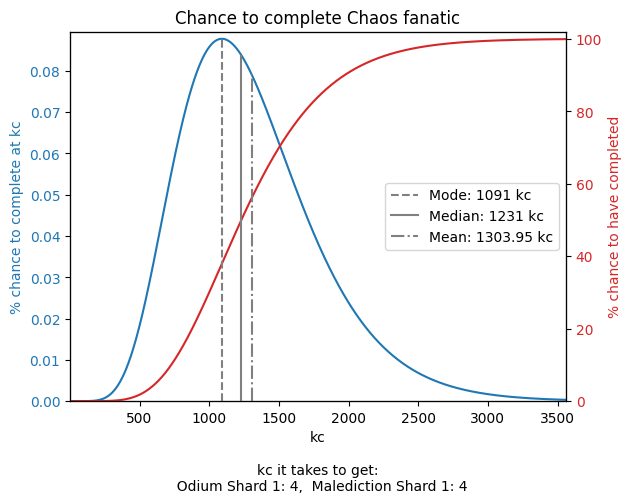 Chance to complete Chaos fanatic
% chance to complete at kc
0.08
0.07
0.06
0.05
0.04
0.03
0.02
0.01
0.00
Mode: 1091 kc
Median: 1231 kc
Mean: 1303.95 kc
100
80
60
40
20
0
% chance to have completed
500 1000 1500 2000 2500 3000 3500
kc
kc it takes to get:
Odium Shard 1: 4,  Malediction Shard 1: 4